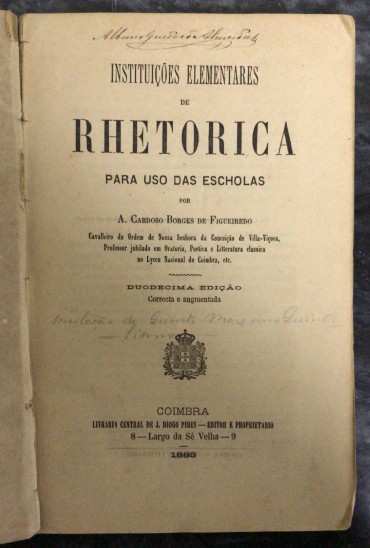 INSTITUIÇÕES ELEMENTARES
DE
RHETORICA
PARA USO DAS ESCHOLAS
POR
A. CARDOSO BORGES DE FIGUEIREDO
Cavalleiro da Ordem de Nossa Senhora da Conceição de Villa-Viçosa,
Professor jubilado em Oratoria, Poetica e Litteratura classica
no Lyceu Nacional de Coimbra, etc.
DUODECIMA EDIÇÃO
Correcta e augmentada
de
COIMBRA
LIVRARIA CENTRAL DE J. DIOGO PIRES — EDITOR E PROPRIETARIO
8 — Largo da Sé Velha — 9
1883